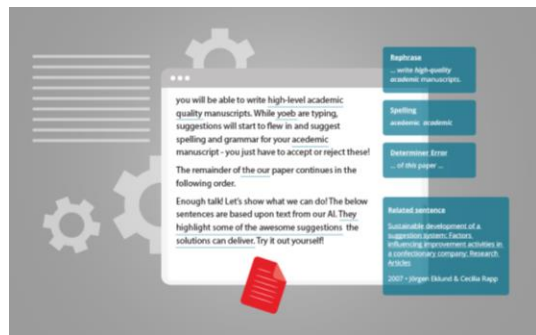 you will be able to write high-level academic
quality manuscripts. While yoeb are typing,
suggestions will start to flew in and suggest
spelling and grammar for your acedemic
manuscript - you just have to accept or reject these!
The remainder of the our paper continues in the
following order.
Enough talk! Let's show what we can do! The below
sentences are based upon text from our AI. They
highlight some of the awesome suggestions the
solutions can deliver. Try it out yourself!
Rephrase
... write high-quality
academic manuscripts.
Spelling
acedemic academic
Determiner Error
... of this paper ...
Related sentence
Sustainable development of a
suggestion system: Factors
influencing improvement activities in
a confectionary company: Research
Articles
2007 - Jörgen Eklund & Cecilia Rapp